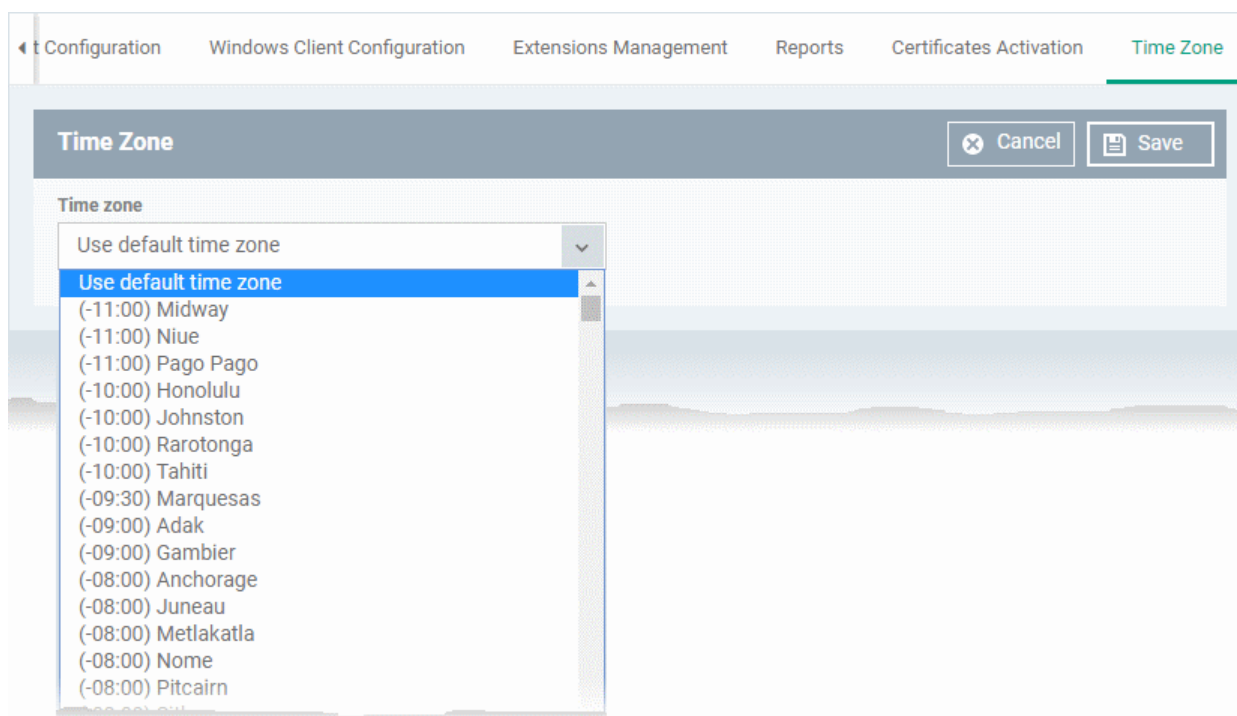 t Configuration Windows Client Configuration Extensions Management Reports Certificates Activation Time Zone
Time Zone Cancel Save
Time zone
Use default time zone
Use default time zone
(-11:00) Midway
(-11:00) Niue
(-11:00) Pago Pago
(-10:00) Honolulu
(-10:00) Johnston
(-10:00) Rarotonga
(-10:00) Tahiti
(-09:30) Marquesas
(-09:00) Adak
(-09:00) Gambier
(-08:00) Anchorage
(-08:00) Juneau
(-08:00) Metlakatla
(-08:00) Nome
(-08:00) Pitcairn